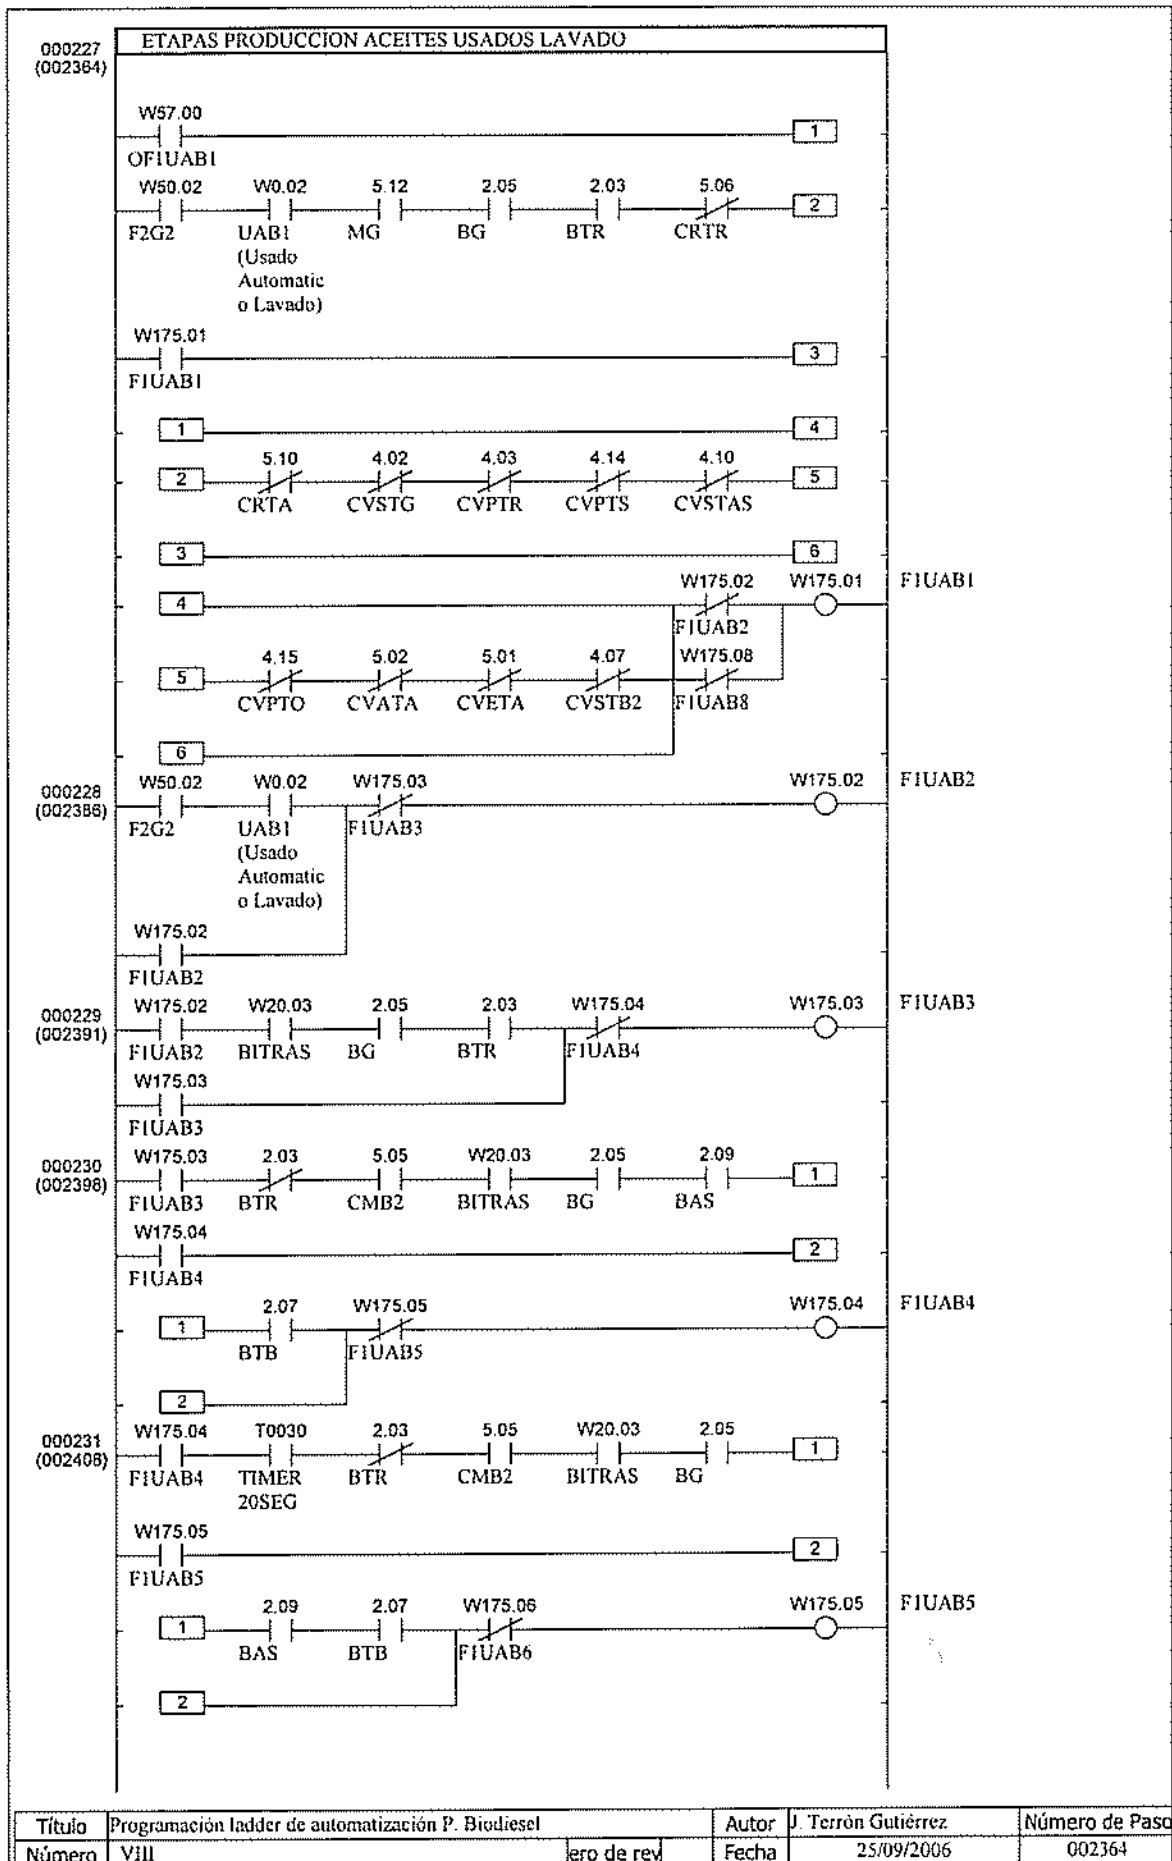 000227
(002364)
ETAPAS PRODUCCION ACEITES USADOS LAVADO
W57.00
1
OF1UAB1
W50.02 W0.02 5.12 2.05 2.03 5.06
2
F2G2 UAB1 MG BG BTR CRTR
(Usado
Automatic
o Lavado)
W175.01
3
F1UAB1
1 4
5.10 4.02 4.03 4.14 4.10
2 5
CRTA CVSTG CVPTR CVPTS CVSTAS
3 6
W175.02 W175.01 F1UAB1
4
F1UAB2
4.15 5.02 5.01 4.07 W175.08
5
CVPTO CVATA CVETA CVSTB2 F1UAB8
6
000228
(002386)
W50.02 W0.02 W175.03 W175.02 F1UAB2
F2G2 UAB1 F1UAB3
(Usado
Automatic
o Lavado)
W175.02
F1UAB2
000229
(002391)
W175.02 W20.03 2.05 2.03 W175.04 W175.03 F1UAB3
F1UAB2 BITRAS BG BTR F1UAB4
W175.03
F1UAB3
000230
(002398)
W175.03 2.03 5.05 W20.03 2.05 2.09
1
F1UAB3 BTR CMB2 BITRAS BG BAS
W175.04
2
F1UAB4
2.07 W175.05 W175.04 F1UAB4
1
BTB F1UAB5
2
000231
(002408)
W175.04 T0030 2.03 5.05 W20.03 2.05
1
F1UAB4 TIMER BTR CMB2 BITRAS BG
20SEG
W175.05
2
F1UAB5
2.09 2.07 W175.06 W175.05 F1UAB5
1
BAS BTB F1UAB6
2
Título Programación ladder de automatización P. Biodiesel Autor J. Terrón Gutiérrez Número de Paso
Número VIII ero de rev Fecha 25/09/2006 002364